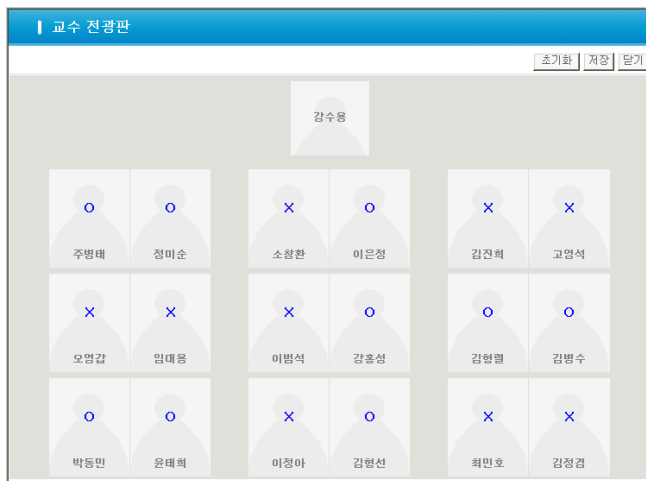 교수 전광판
초기화 저장 닫기
강수용
O O X O X X
주병태 정미순 소창환 이은정 김진희 고영석
X X X O O O
오영갑 임대용 이범석 강홍성 김형렬 김병수
O O X O X X
박동민 윤태희 이정아 김형선 최민호 김정겸